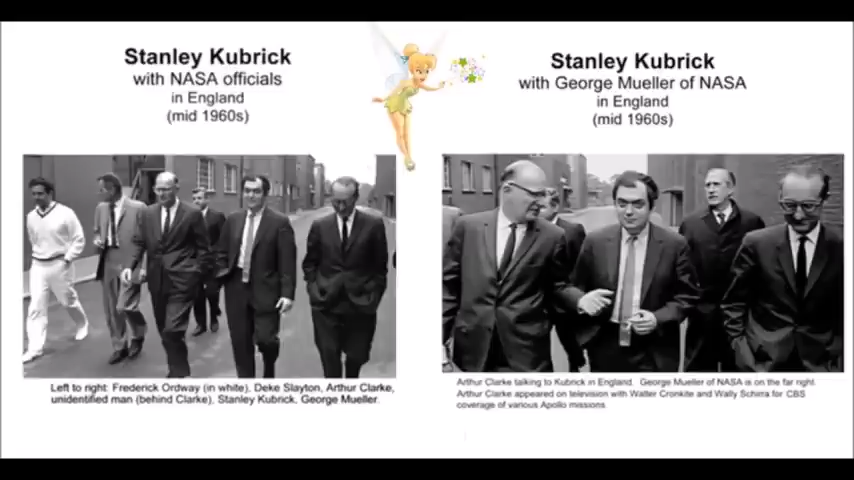 Stanley Kubrick
with NASA officials
in England
(mid 1960s)
Stanley Kubrick
with George Mueller of NASA
in England
(mid 1960s)
Left to right: Frederick Ordway (in white), Deke Slayton, Arthur Clarke,
unidentified man (behind Clarke), Stanley Kubrick, George Mueller.
Arthur Clarke talking to Kubrick in England. George Mueller of NASA is on the far right.
Arthur Clarke appeared on television with Walter Cronkite and Wally Schirra for CBS
coverage of various Apollo missions